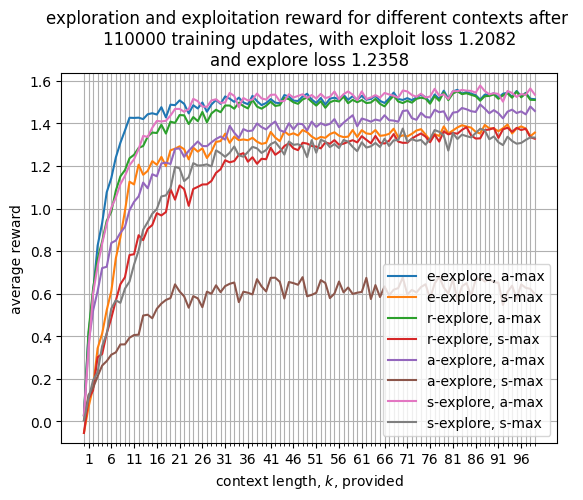 exploration and exploitation reward for different contexts after
110000 training updates, with exploit loss 1.2082
and explore loss 1.2358
1.6
1.4
1.2
1.0
0.8
0.6
0.4
0.2
0.0
average reward
e-explore, a-max
e-explore, s-max
r-explore, a-max
r-explore, s-max
a-explore, a-max
a-explore, s-max
s-explore, a-max
s-explore, s-max
1 6 11 16 21 26 31 36 41 46 51 56 61 66 71 76 81 86 91 96
context length, k, provided